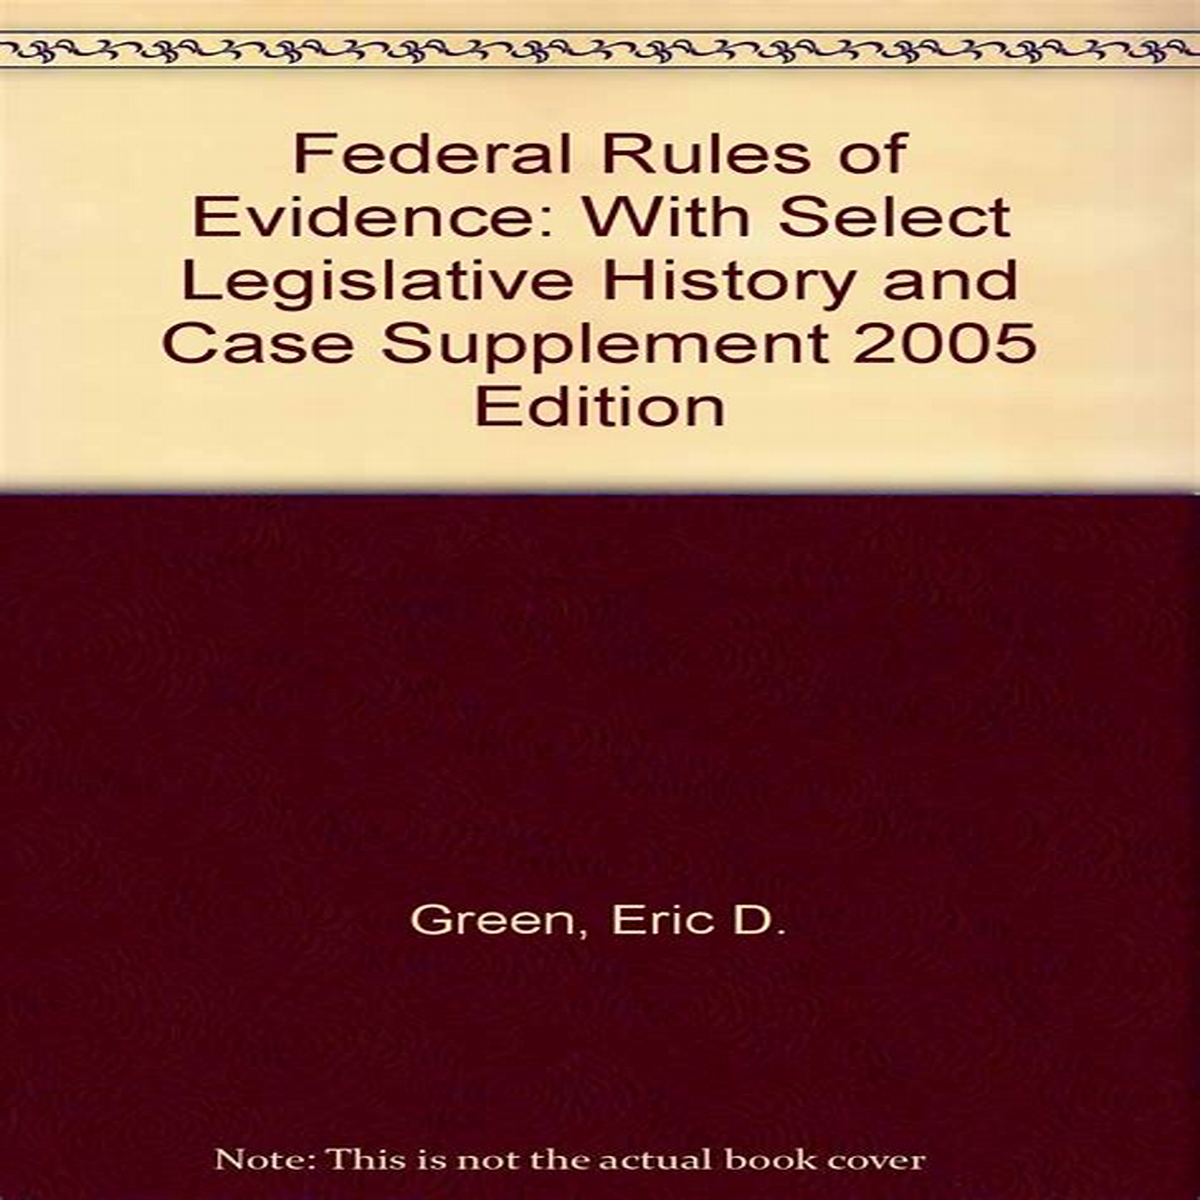 Federal Rules of
Evidence: With Select
Legislative History and
Case Supplement 2005
Edition
Green, Eric D.
Note: This is not the actual book cover